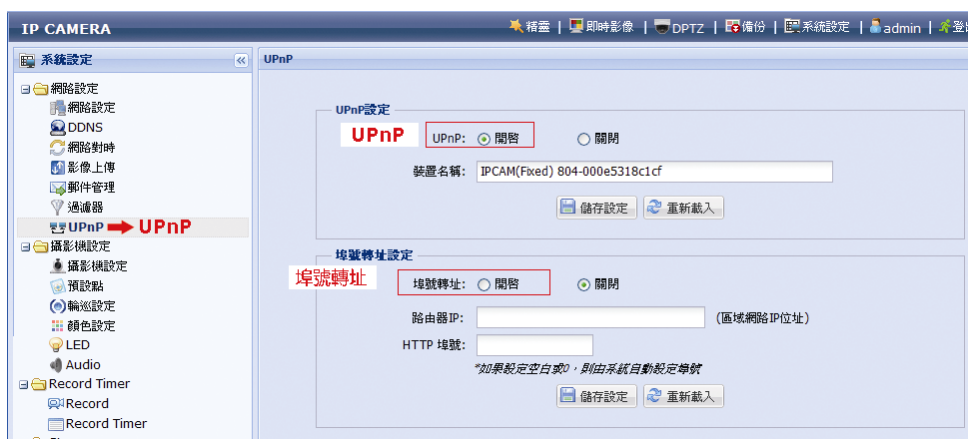 IP CAMERA
精靈 | 即時影像 | DPTZ | 備份 | 系統設定 | admin | 登出
系統設定
UPnP
網路設定
網路設定
DDNS
網路對時
影像上傳
郵件管理
過濾器
UPnP UPnP
攝影機設定
攝影機設定
預設點
輪巡設定
顏色設定
LED
Audio
Record Timer
Record
Record Timer
UPnP設定
UPnP UPnP: 開啟 關閉
裝置名稱: IPCAM(Fixed) 804-000e5318c1cf
儲存設定 重新載入
埠號轉址設定
埠號轉址 埠號轉址: 開啟 關閉
路由器IP: (區域網路IP位址)
HTTP 埠號:
*如果設定空白或0,則由系統自動設定埠號
儲存設定 重新載入